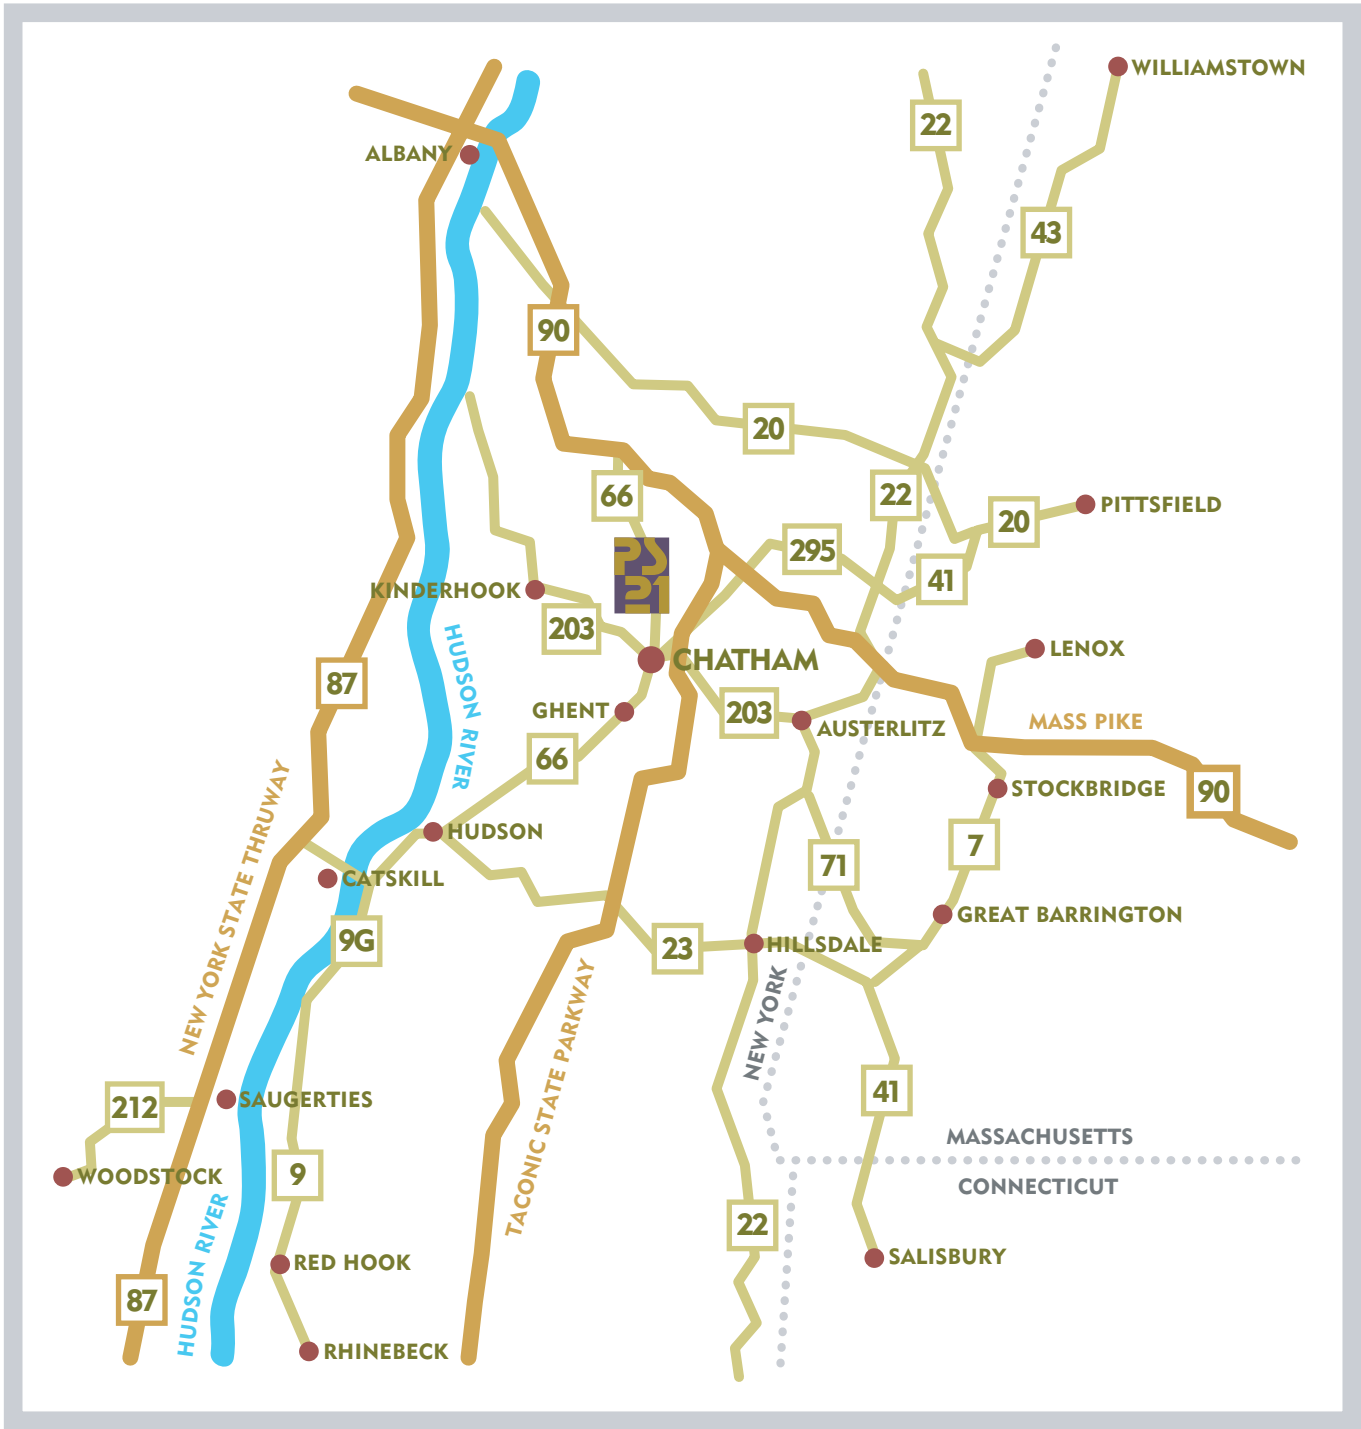 WILLIAMSTOWN
22
ALBANY
43
90
20
66
22
PITTSFIELD
20
295
41
PS
21
KINDERHOOK
203
HUDSON RIVER
LENOX
CHATHAM
87
GHENT
203
AUSTERLITZ
MASS PIKE
66
STOCKBRIDGE
90
NEW YORK STATE THRUWAY
HUDSON
7
71
CATSKILL
GREAT BARRINGTON
9G
23
HILLSDALE
NEW YORK
TACONIC STATE PARKWAY
41
212
SAUGERTIES
MASSACHUSETTS
9
WOODSTOCK
CONNECTICUT
22
HUDSON RIVER
RED HOOK
SALISBURY
87
RHINEBECK